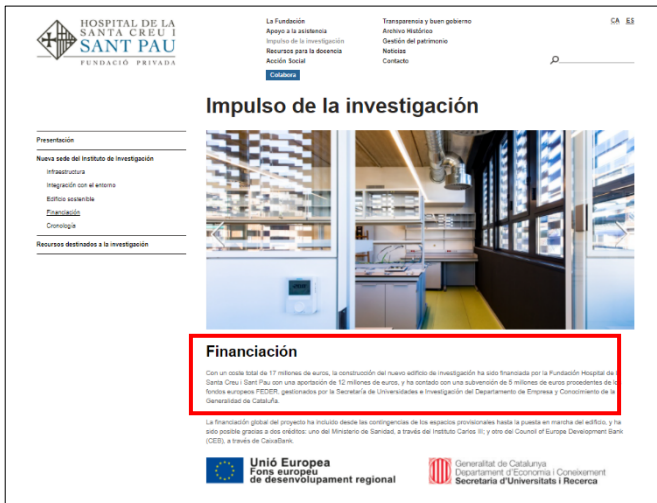 HOSPITAL DE LA
SANTA CREU I
SANT PAU
FUNDACIÓ PRIVADA
La Fundación
Apoyo a la asistencia
Impulso de la investigación
Recursos para la docencia
Acción Social
Colabora
Transparencia y buen gobierno
Archivo Histórico
Gestión del patrimonio
Noticias
Contacto
CA ES
Impulso de la investigación
Presentación
Nueva sede del Instituto de Investigación
Infraestructura
Integración con el entorno
Edificio sostenible
Financiación
Cronología
Recursos destinados a la investigación
Financiación
Con un coste total de 17 millones de euros, la construcción del nuevo edificio de investigación ha sido financiada por la Fundación Hospital de
Santa Creu i Sant Pau con una aportación de 12 millones de euros, y ha contado con una subvención de 5 millones de euros procedentes de
fondos europeos FEDER, gestionados por la Secretaría de Universidades e Investigación del Departamento de Empresa y Conocimiento de la
Generalidad de Cataluña.
La financiación global del proyecto ha incluido desde las contingencias de los espacios provisionales hasta la puesta en marcha del edificio, y ha
sido posible gracias a dos créditos: uno del Ministerio de Sanidad, a través del Instituto Carlos III; y otro del Council of Europe Development Bank
(CEB), a través de CaixaBank.
Unió Europea
Fons europeu
de desenvolupament regional
Generalitat de Catalunya
Departament d'Economia i Coneixement
Secretaria d'Universitats i Recerca